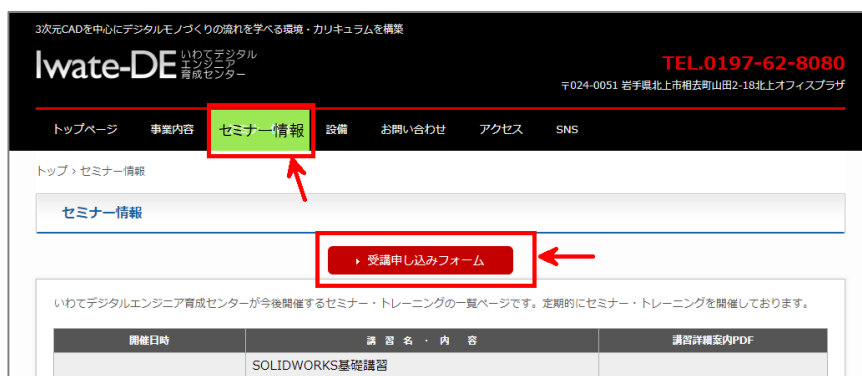 3次元CADを中心にデジタルモノづくりの流れを学べる環境・カリキュラムを構築
Iwate-DE いわてデジタル
エンジニア
育成センター
TEL.0197-62-8080
〒024-0051 岩手県北上市相去町山田2-18北上オフィスプラザ
トップページ 事業内容 セミナー情報 設備 お問い合わせ アクセス SNS
トップ › セミナー情報
セミナー情報
受講申し込みフォーム
いわてデジタルエンジニア育成センターが今後開催するセミナー・トレーニングの一覧ページです。定期的にセミナー・トレーニングを開催しております。
開催日時 講 習 名 ・ 内 容 講習詳細案内PDF
SOLIDWORKS基礎講習